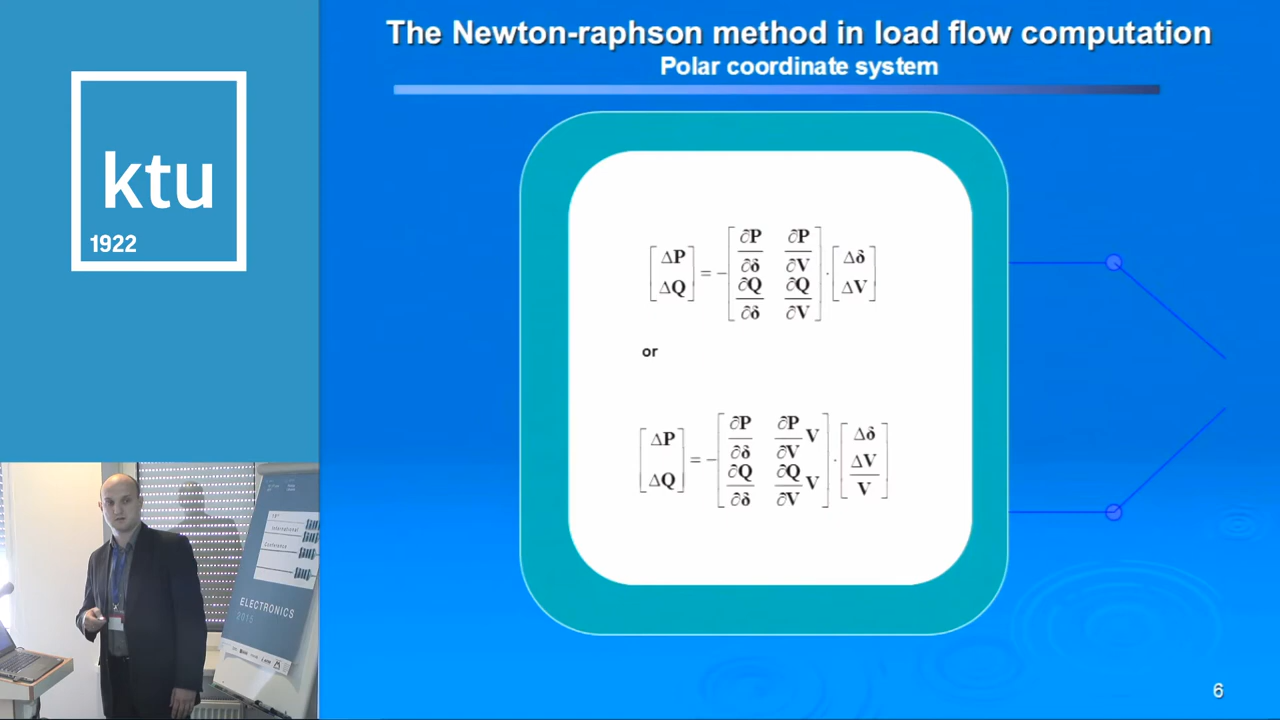 The Newton-raphson method in load flow computation
Polar coordinate system
ktu
1922
[ΔP ΔQ] = −[∂P/∂δ ∂P/∂V ∂Q/∂δ ∂Q/∂V] · [Δδ ΔV]
or
[ΔP ΔQ] = −[∂P/∂δ ∂P/∂V V ∂Q/∂δ ∂Q/∂V V] · [Δδ ΔV/V]
International
Conference
ELECTRONICS
2015
6